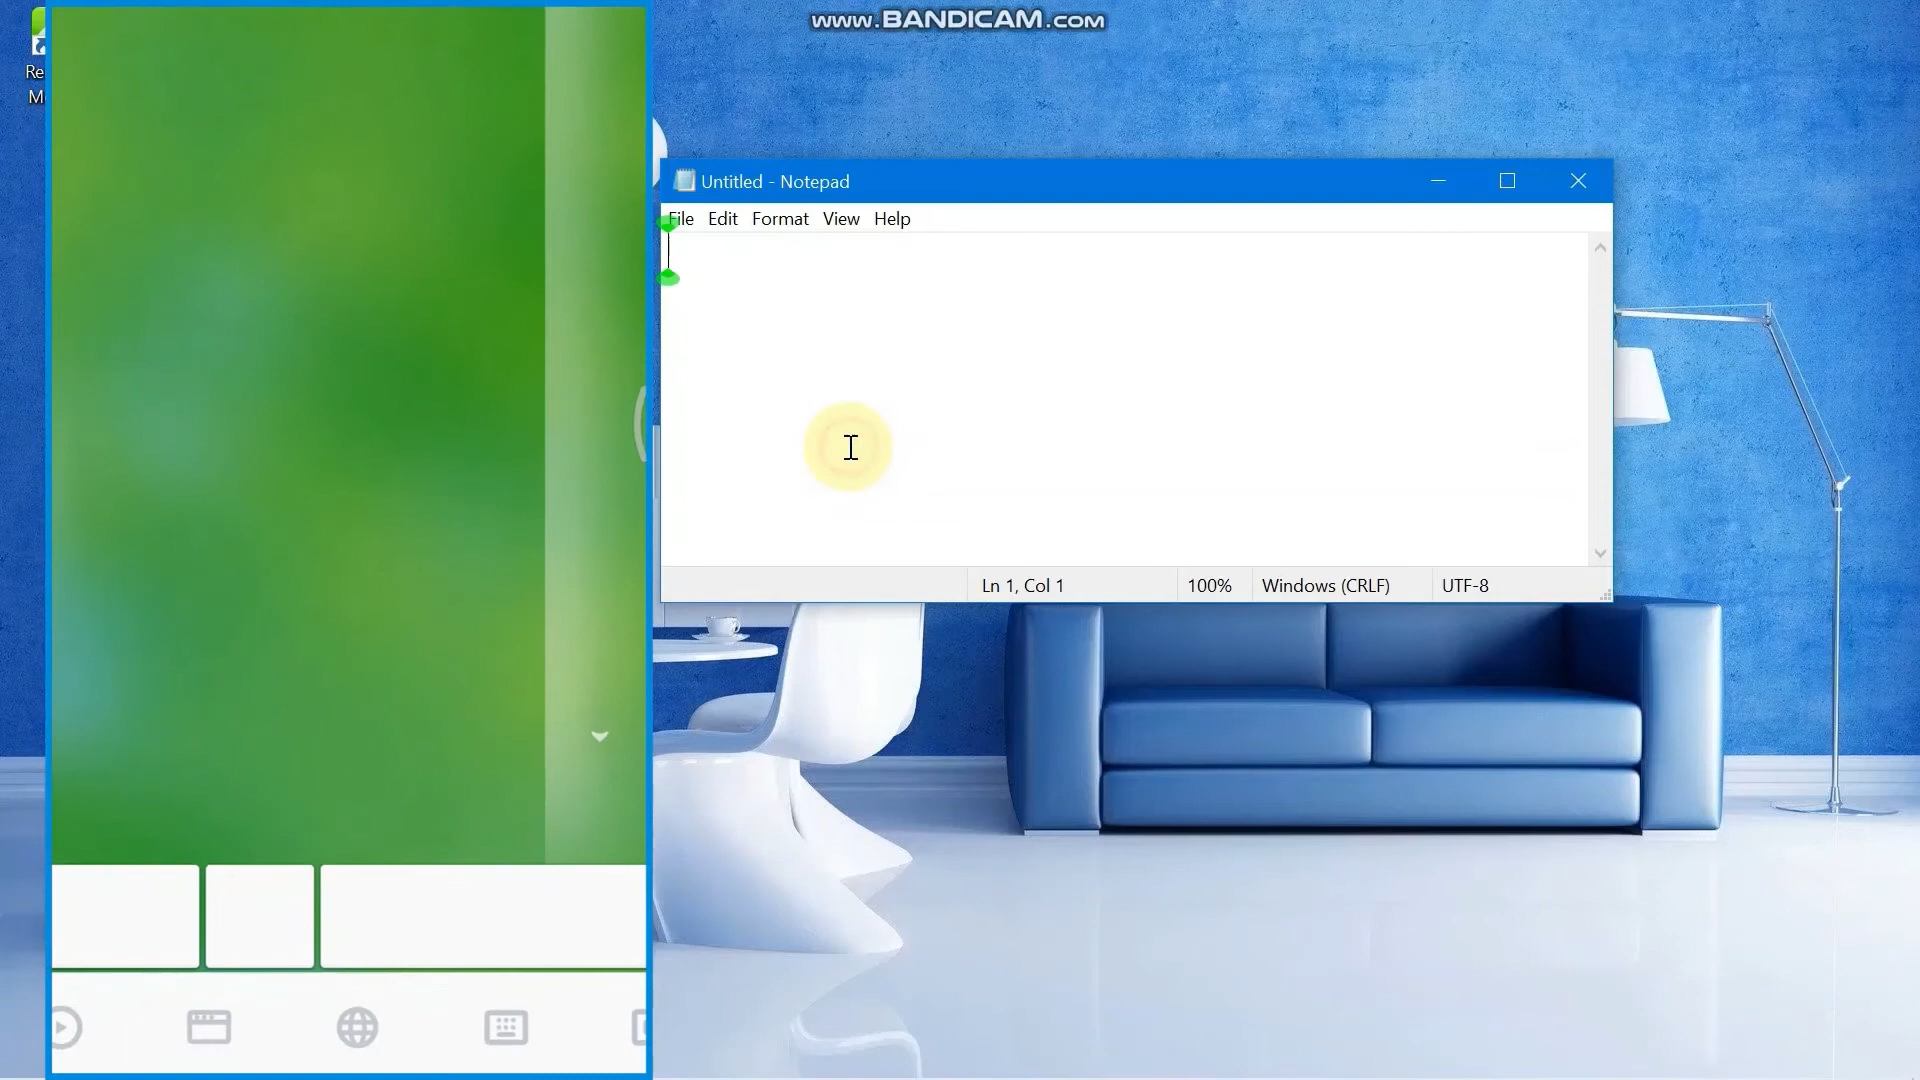 www.BANDICAM.com
Re
M
Untitled - Notepad
File Edit Format View Help
Ln 1, Col 1 100% Windows (CRLF) UTF-8